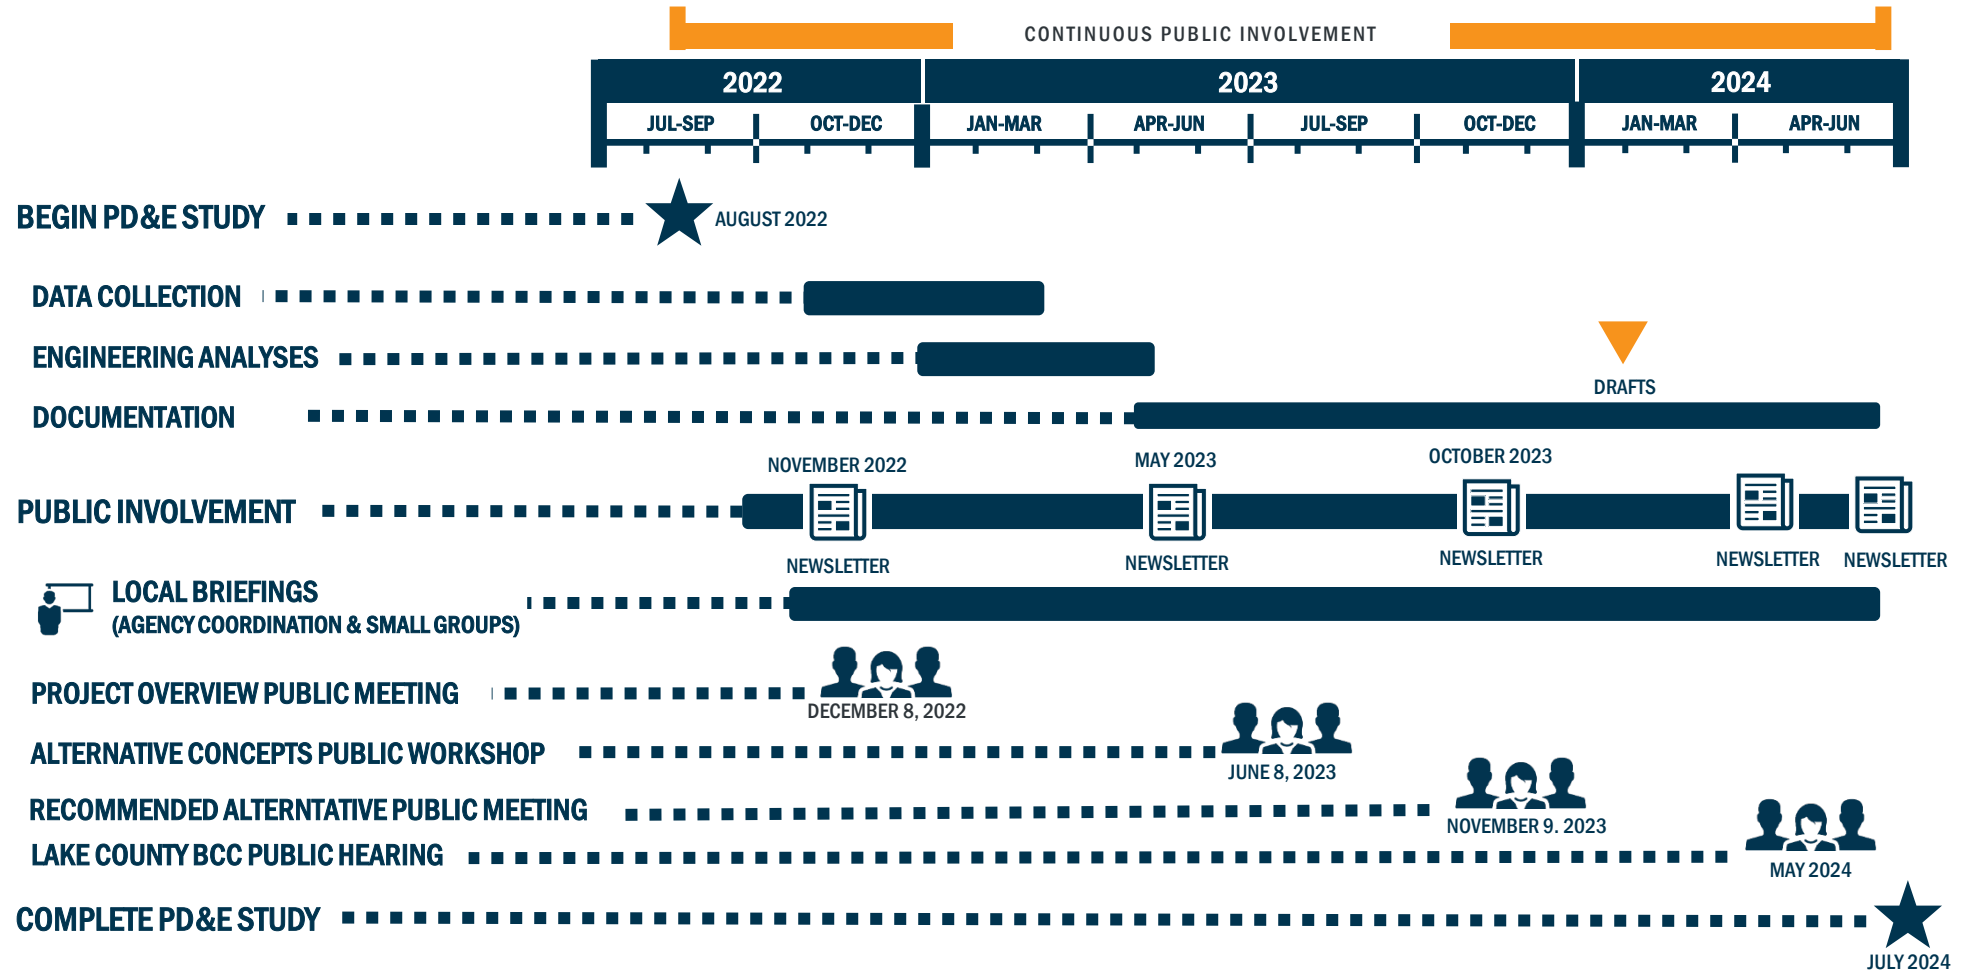 CONTINUOUS PUBLIC INVOLVEMENT
2022 2023 2024
JUL-SEP OCT-DEC JAN-MAR APR-JUN JUL-SEP OCT-DEC JAN-MAR APR-JUN
BEGIN PD&E STUDY AUGUST 2022
DATA COLLECTION
ENGINEERING ANALYSES
DRAFTS
DOCUMENTATION
NOVEMBER 2022 MAY 2023 OCTOBER 2023
PUBLIC INVOLVEMENT
NEWSLETTER NEWSLETTER NEWSLETTER NEWSLETTER NEWSLETTER
LOCAL BRIEFINGS
(AGENCY COORDINATION & SMALL GROUPS)
PROJECT OVERVIEW PUBLIC MEETING
DECEMBER 8, 2022
ALTERNATIVE CONCEPTS PUBLIC WORKSHOP
JUNE 8, 2023
RECOMMENDED ALTERNTATIVE PUBLIC MEETING
NOVEMBER 9. 2023
LAKE COUNTY BCC PUBLIC HEARING
MAY 2024
COMPLETE PD&E STUDY
JULY 2024